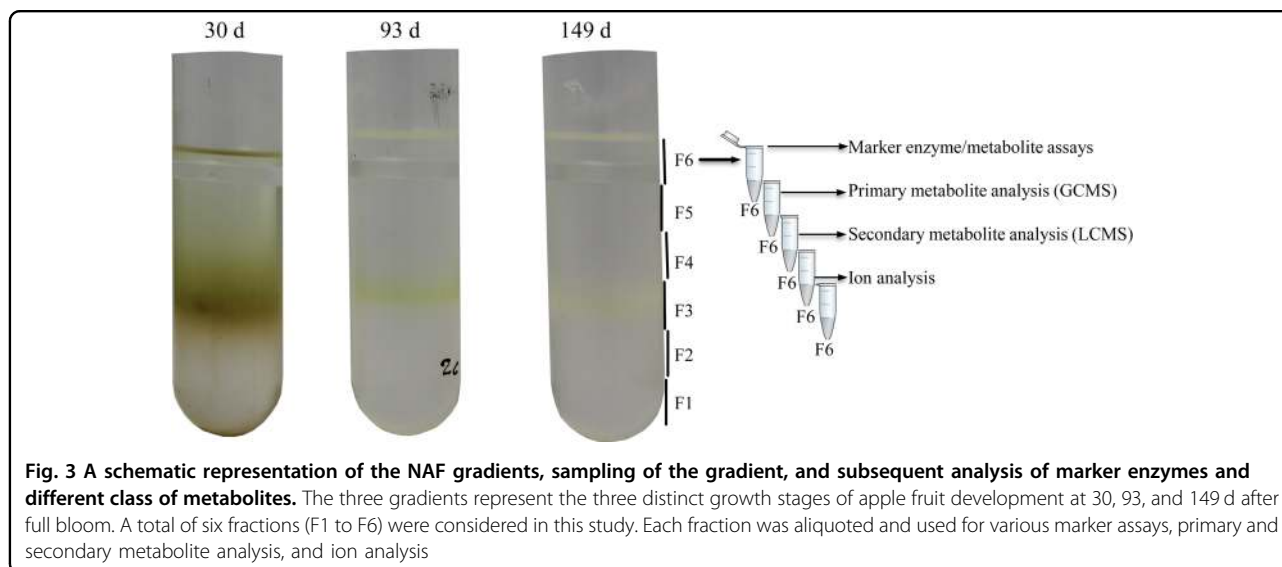 30 d 93 d 149 d
F6
F5
F4
F3
F2
F1
Marker enzyme/metabolite assays
F6
Primary metabolite analysis (GCMS)
F6
Secondary metabolite analysis (LCMS)
F6
Ion analysis
F6
F6
Fig. 3 A schematic representation of the NAF gradients, sampling of the gradient, and subsequent analysis of marker enzymes and
different class of metabolites. The three gradients represent the three distinct growth stages of apple fruit development at 30, 93, and 149 d after
full bloom. A total of six fractions (F1 to F6) were considered in this study. Each fraction was aliquoted and used for various marker assays, primary and
secondary metabolite analysis, and ion analysis